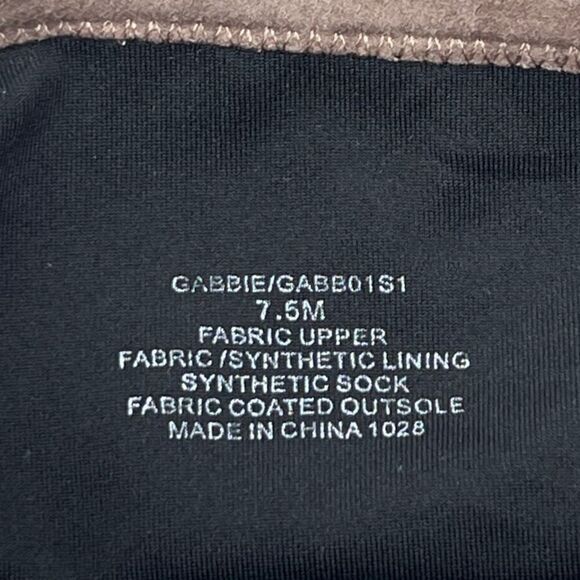 GABBIE/GABB01S1
7.5M
FABRIC UPPER
FABRIC /SYNTHETIC LINING
SYNTHETIC SOCK
FABRIC COATED OUTSOLE
MADE IN CHINA 1028